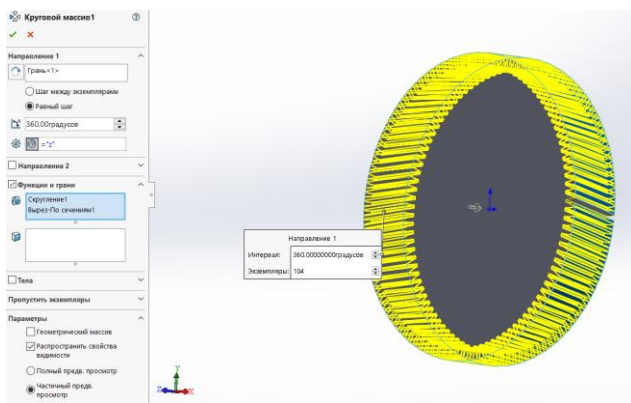 Круговой массив1
Направление 1
Грань<1>
Шаг между экземплярами
Равный шаг
360.00градусов
="z"
Направление 2
Функции и грани
Скругление1
Вырез-По сечениям1
Тела
Пропустить экземпляры
Параметры
Геометрический массив
Распространить свойства
видимости
Полный предв. просмотр
Частичный предв.
просмотр
Направление 1
Интервал: 360.00000000градусов
Экземпляры: 104
Y
Z
X